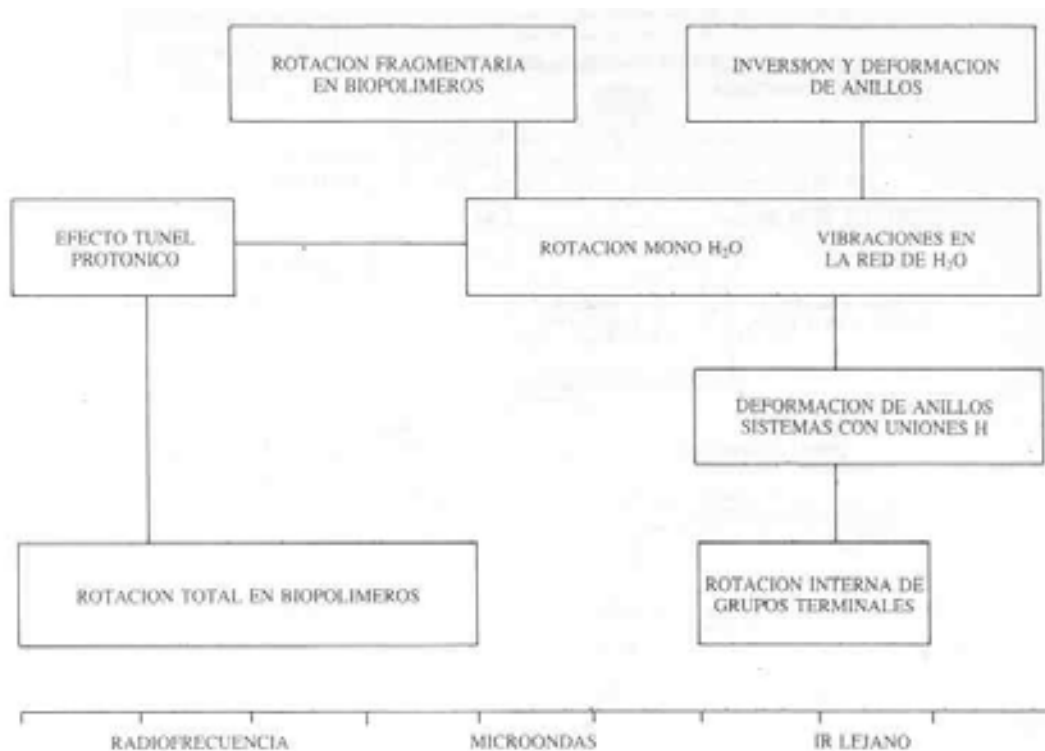 ROTACION FRAGMENTARIA
EN BIOPOLIMEROS
INVERSION Y DEFORMACION
DE ANILLOS
EFECTO TUNEL
PROTONICO
ROTACION MONO H₂O
VIBRACIONES EN
LA RED DE H₂O
DEFORMACION DE ANILLOS
SISTEMAS CON UNIONES H
ROTACION TOTAL EN BIOPOLIMEROS
ROTACION INTERNA DE
GRUPOS TERMINALES
RADIOFRECUENCIA
MICROONDAS
IR LEJANO